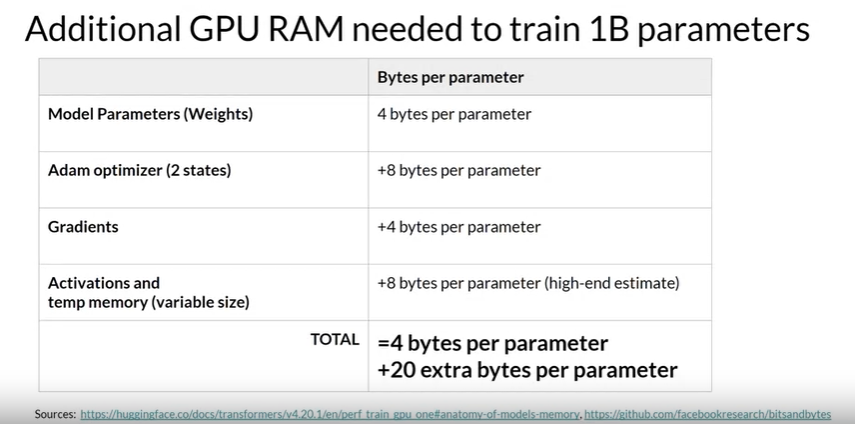 Additional GPU RAM needed to train 1B parameters
Bytes per parameter
Model Parameters (Weights)
4 bytes per parameter
Adam optimizer (2 states)
+8 bytes per parameter
Gradients
+4 bytes per parameter
Activations and
temp memory (variable size)
+8 bytes per parameter (high-end estimate)
TOTAL
=4 bytes per parameter
+20 extra bytes per parameter
Sources: https://huggingface.co/docs/transformers/v4.20.1/en/perf_train_gpu_one#anatomy-of-models-memory, https://github.com/facebookresearch/bitsandbytes